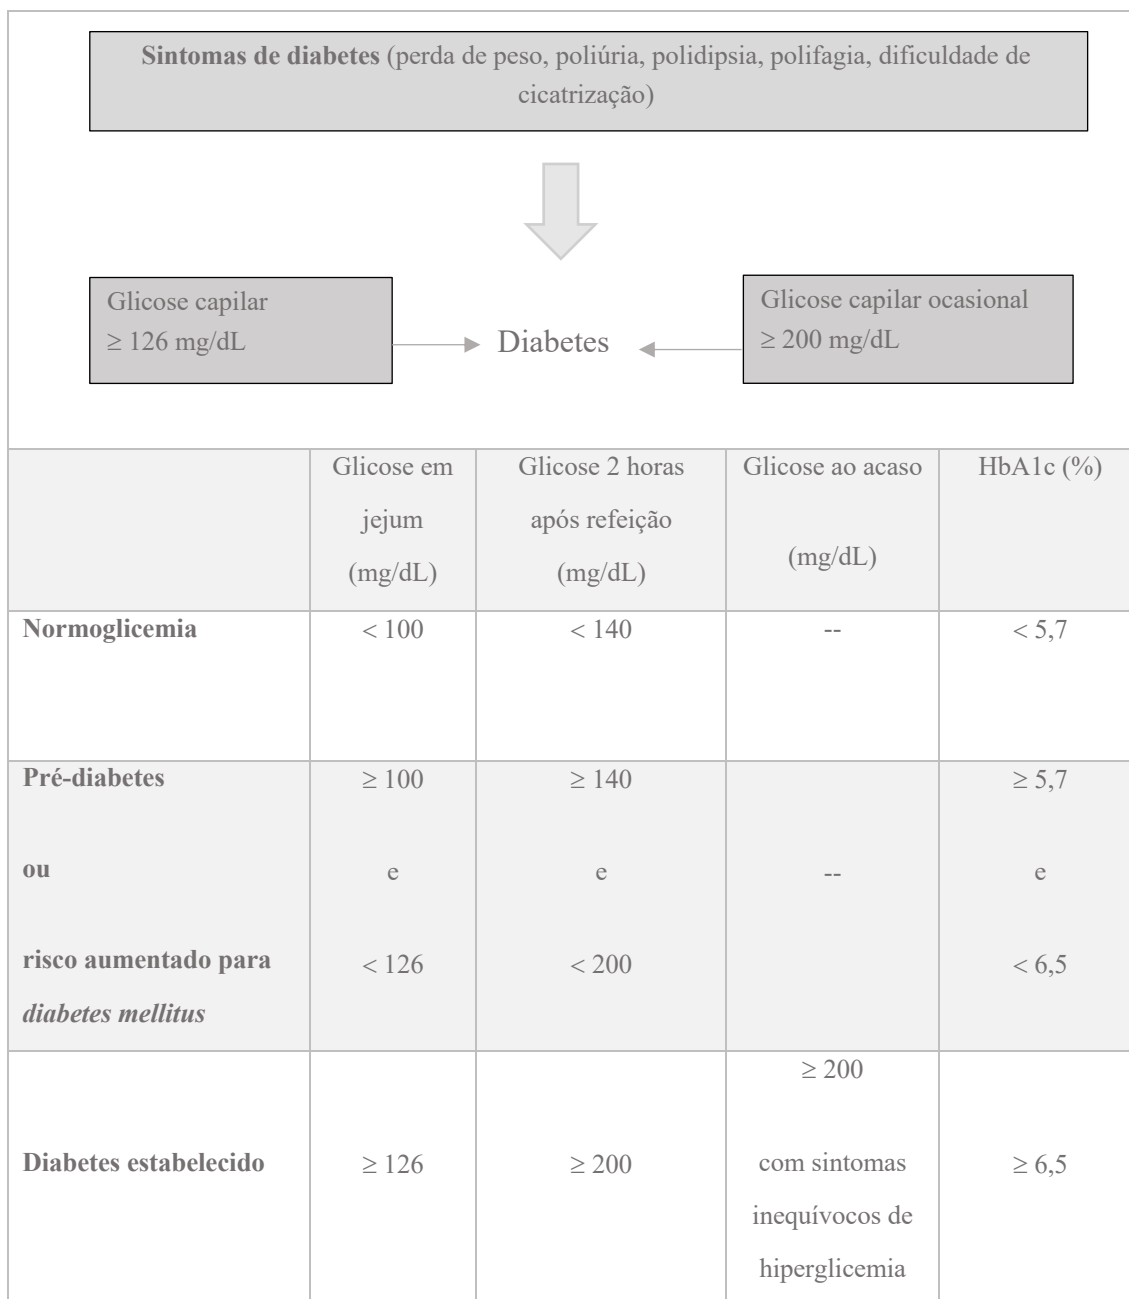 Sintomas de diabetes (perda de peso, poliúria, polidipsia, polifagia, dificuldade de
cicatrização)
Glicose capilar
≥ 126 mg/dL
Diabetes
Glicose capilar ocasional
≥ 200 mg/dL
Glicose em
jejum
(mg/dL)
Glicose 2 horas
após refeição
(mg/dL)
Glicose ao acaso
(mg/dL)
HbA1c (%)
Normoglicemia
< 100
< 140
--
< 5,7
Pré-diabetes
ou
risco aumentado para
diabetes mellitus
≥ 100
e
< 126
≥ 140
e
< 200
--
≥ 5,7
e
< 6,5
Diabetes estabelecido
≥ 126
≥ 200
≥ 200
com sintomas
inequívocos de
hiperglicemia
≥ 6,5